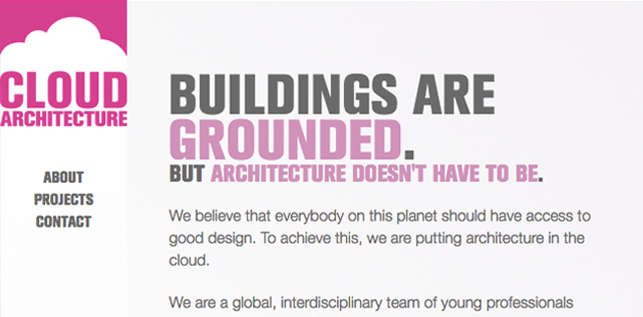 CLOUD
ARCHITECTURE
ABOUT
PROJECTS
CONTACT
BUILDINGS ARE
GROUNDED.
BUT ARCHITECTURE DOESN'T HAVE TO BE.
We believe that everybody on this planet should have access to
good design. To achieve this, we are putting architecture in the
cloud.
We are a global, interdisciplinary team of young professionals